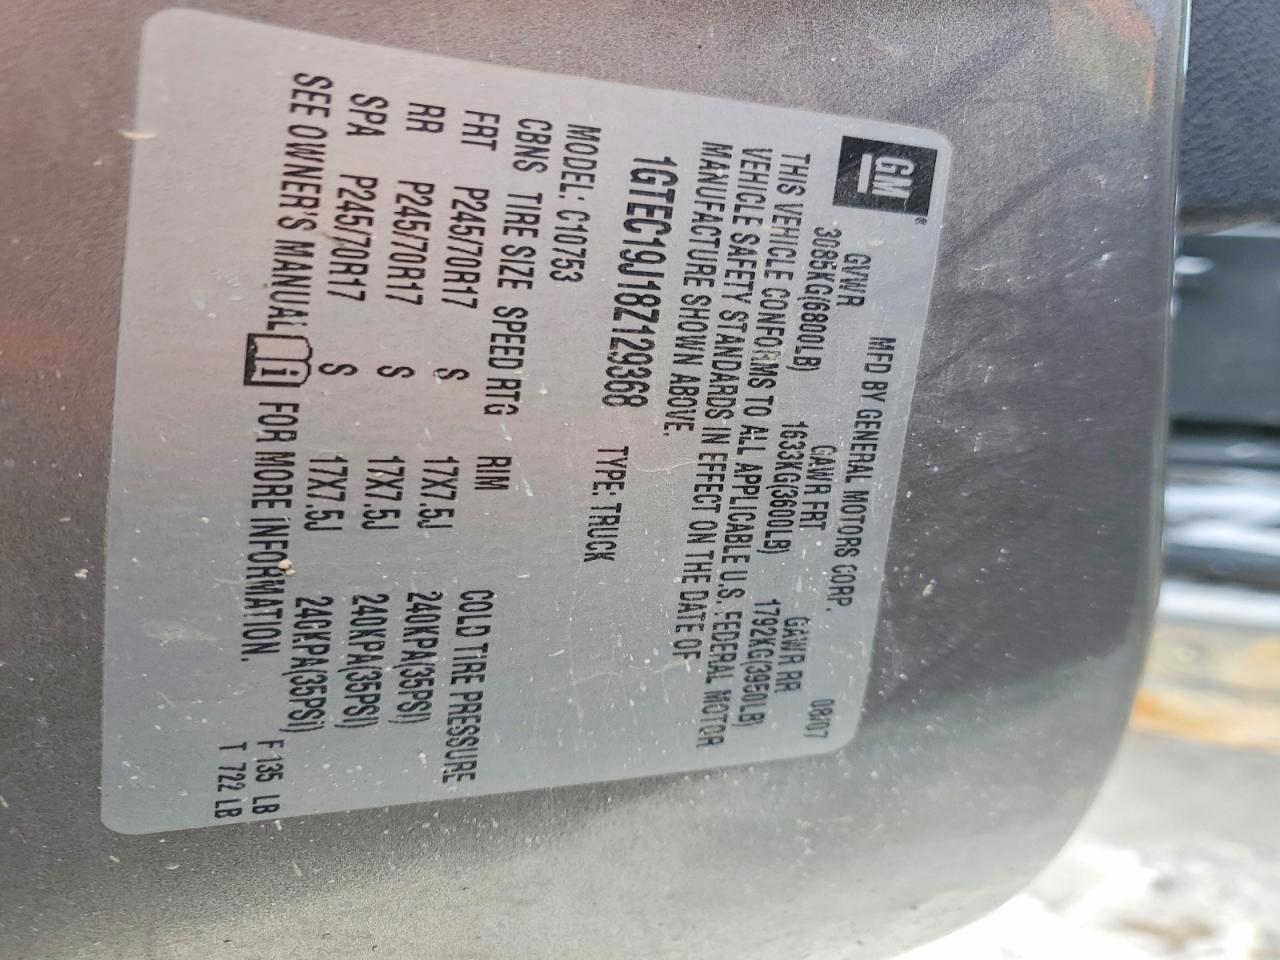 GM®
MFD BY GENERAL MOTORS CORP. 08/07
GVWR GAWR FRT GAWR RR
3085KG(6800LB) 1633KG(3600LB) 1792KG(3950LB)
THIS VEHICLE CONFORMS TO ALL APPLICABLE U.S. FEDERAL MOTOR
VEHICLE SAFETY STANDARDS IN EFFECT ON THE DATE OF
MANUFACTURE SHOWN ABOVE.
1GTEC19J18Z129368 TYPE: TRUCK
MODEL: C10753
CBNS TIRE SIZE SPEED RTG RIM COLD TIRE PRESSURE
FRT P245/70R17 S 17X7.5J 240KPA(35PSI)
RR P245/70R17 S 17X7.5J 240KPA(35PSI)
SPA P245/70R17 S 17X7.5J 240KPA(35PSI)
SEE OWNER'S MANUAL i FOR MORE INFORMATION. F 135 LB
T 722 LB